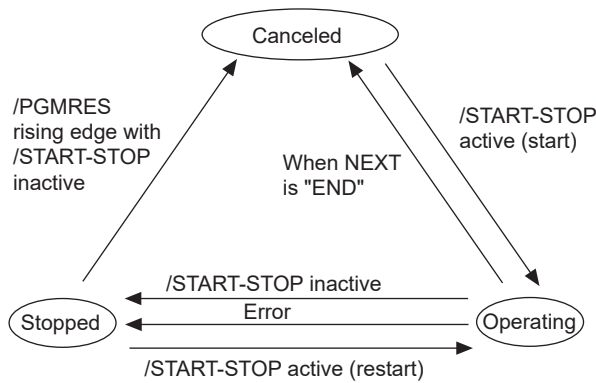 Canceled
/PGMRES
rising edge with
/START-STOP
inactive
/START-STOP
active (start)
When NEXT
is "END"
/START-STOP inactive
Error
Stopped
Operating
/START-STOP active (restart)